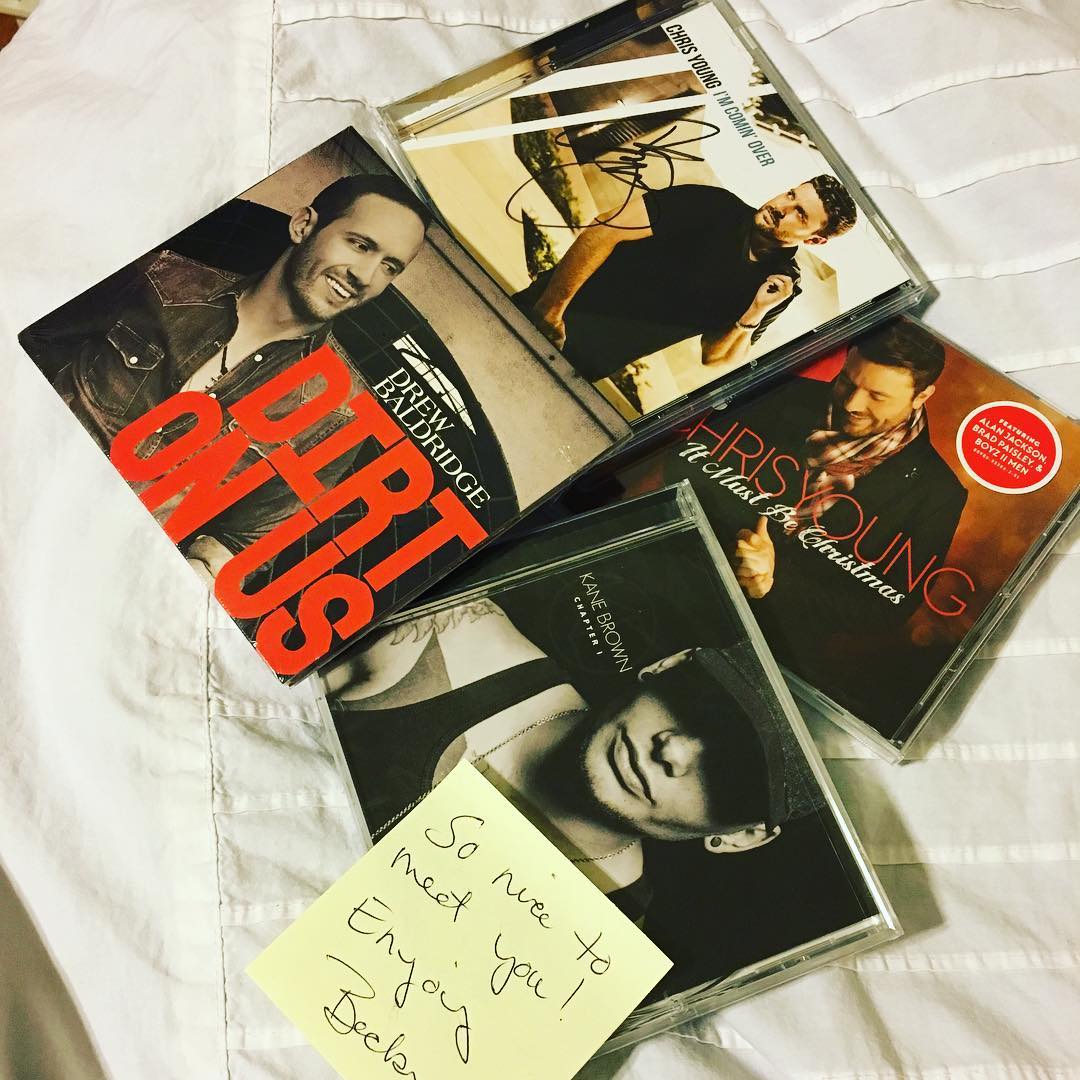 CHRIS YOUNG I'M COMIN' OVER
DREW
BALDRIDGE
DIRT
ON US
FEATURING
ALAN JACKSON,
BRAD PAISLEY, &
BOYZ II MEN
CHRIS YOUNG
It Must Be Christmas
KANE BROWN
CHAPTER 1
So nice to
meet you!
Enjoy